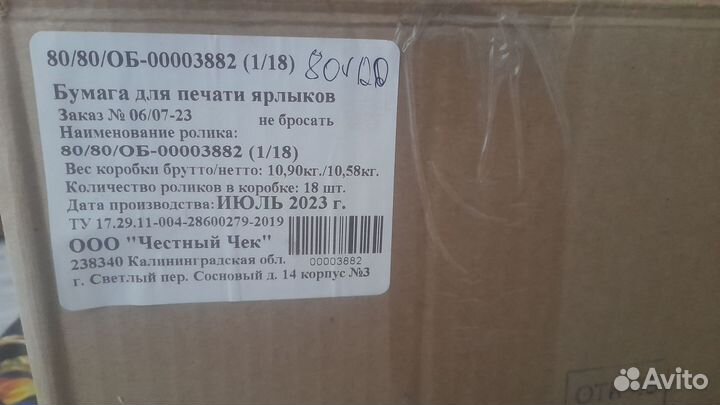 80/80/ОБ-00003882 (1/18)
Бумага для печати ярлыков
Заказ № 06/07-23 не бросать
Наименование ролика:
80/80/ОБ-00003882 (1/18)
Вес коробки брутто/нетто: 10,90кг./10,58кг.
Количество роликов в коробке: 18 шт.
Дата производства: ИЮЛЬ 2023 г.
ТУ 17.29.11-004-28600279-2019
ООО "Честный Чек"
00003882
238340 Калининградская обл.
г. Светлый пер. Сосновый д. 14 корпус №3
ОТК
Avito